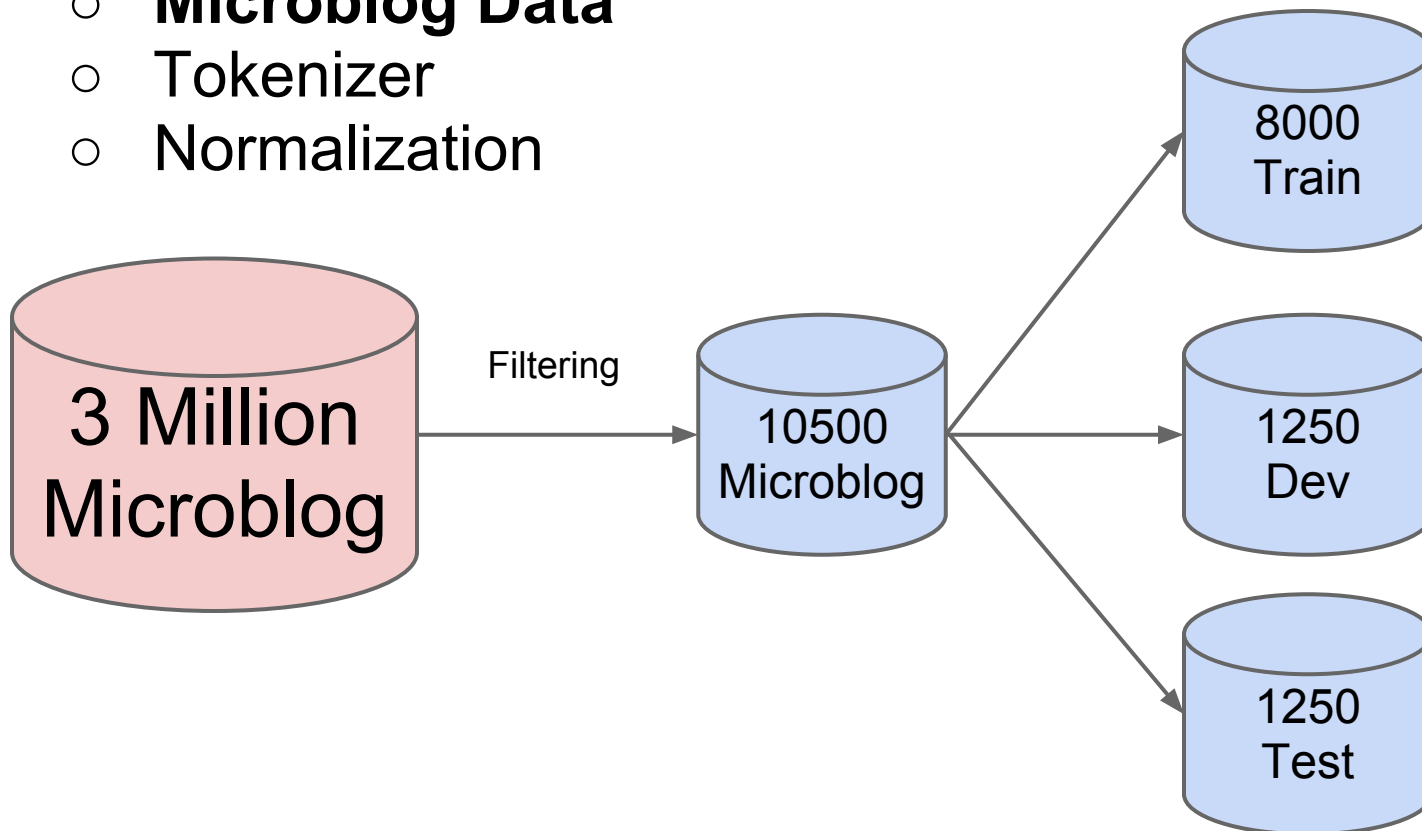 ○ Microblog Data
○ Tokenizer
○ Normalization
3 Million
Microblog
Filtering
10500
Microblog
8000
Train
1250
Dev
1250
Test